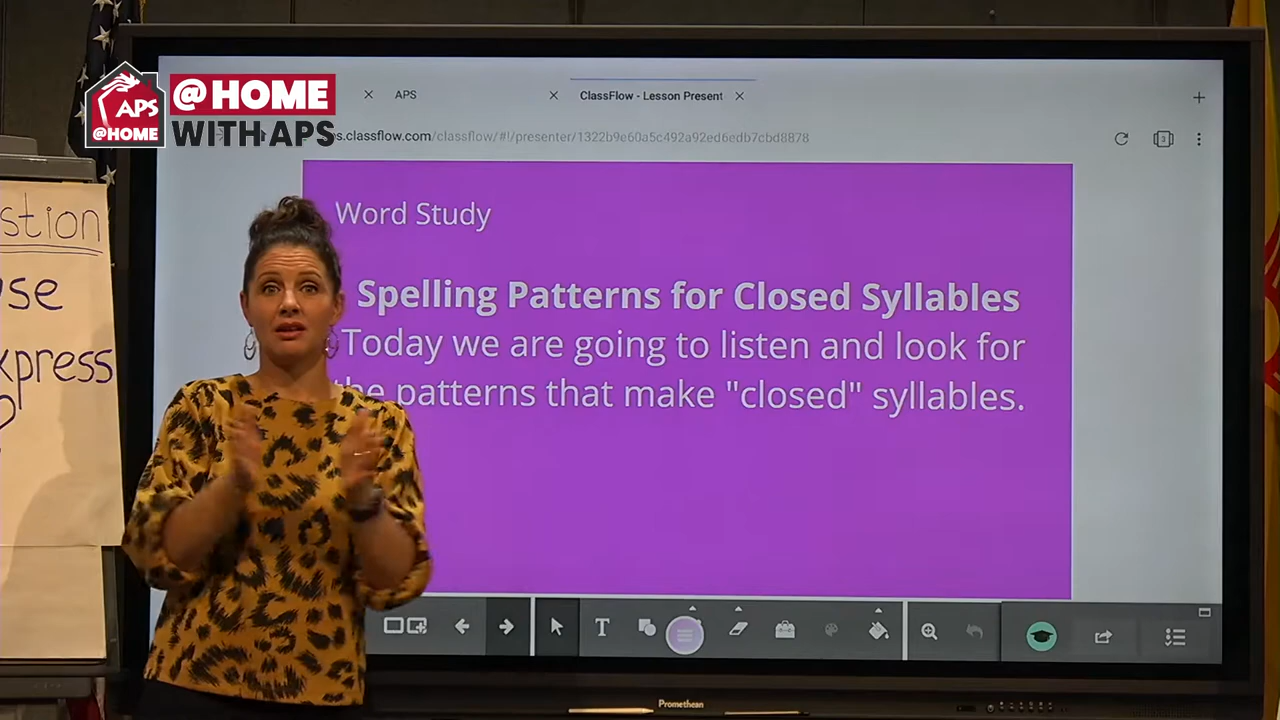 APS
@HOME
@HOME
WITH APS
APS
ClassFlow - Lesson Present
s.classflow.com/classflow/#!/presenter/1322b9e60a5c492a92ed6edb7cbd8878
3
stion
se
xpress
Word Study
Spelling Patterns for Closed Syllables
Today we are going to listen and look for
the patterns that make "closed" syllables.
T
Promethean